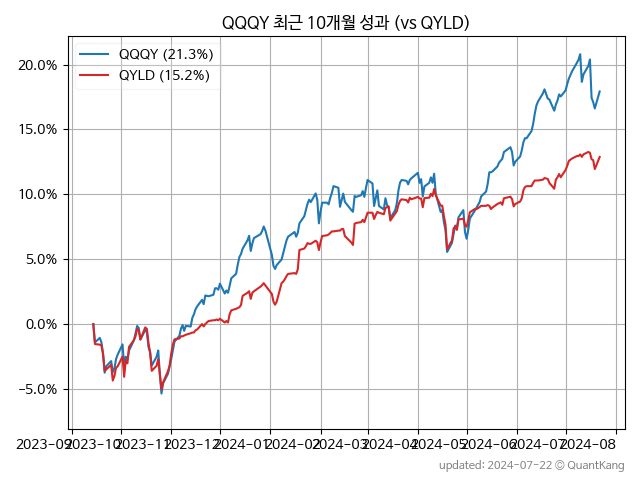 QQQY 최근 10개월 성과 (vs QYLD)
QQQY (21.3%)
QYLD (15.2%)
20.0%
15.0%
10.0%
5.0%
0.0%
−5.0%
2023-09 2023-10 2023-11 2023-12 2024-01 2024-02 2024-03 2024-04 2024-05 2024-06 2024-07 2024-08
updated: 2024-07-22 © QuantKang